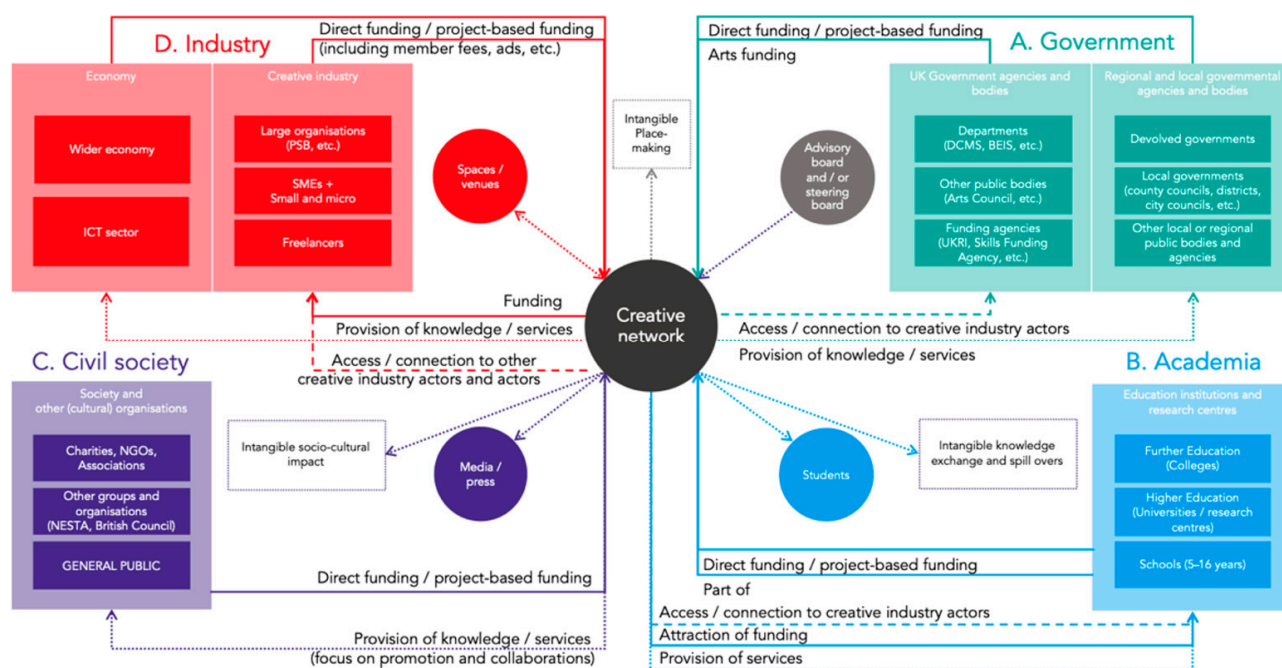 D. Industry
Direct funding / project-based funding
(including member fees, ads, etc.)
Economy
Wider economy
ICT sector
Creative industry
Large organisations
(PSB, etc.)
SMEs +
Small and micro
Freelancers
Spaces /
venues
Intangible
Place-
making
Direct funding / project-based funding
Arts funding
A. Government
Advisory
board
and / or
steering
board
UK Government agencies and
bodies
Departments
(DCMS, BEIS, etc.)
Other public bodies
(Arts Council, etc.)
Funding agencies
(UKRI, Skills Funding
Agency, etc.)
Regional and local governmental
agencies and bodies
Devolved governments
Local governments
(county councils, districts,
city councils, etc.)
Other local or regional
public bodies and
agencies
Creative
network
Funding
Provision of knowledge / services
Access / connection to other
creative industry actors and actors
Access / connection to creative industry actors
Provision of knowledge / services
C. Civil society
Society and
other (cultural) organisations
Charities, NGOs,
Associations
Other groups and
organisations
(NESTA, British Council)
GENERAL PUBLIC
Intangible socio-cultural
impact
Media /
press
Students
Intangible knowledge
exchange and spill overs
B. Academia
Education institutions and
research centres
Further Education
(Colleges)
Higher Education
(Universities / research
centres)
Schools (5–16 years)
Direct funding / project-based funding
Provision of knowledge / services
(focus on promotion and collaborations)
Direct funding / project-based funding
Part of
Access / connection to creative industry actors
Attraction of funding
Provision of services